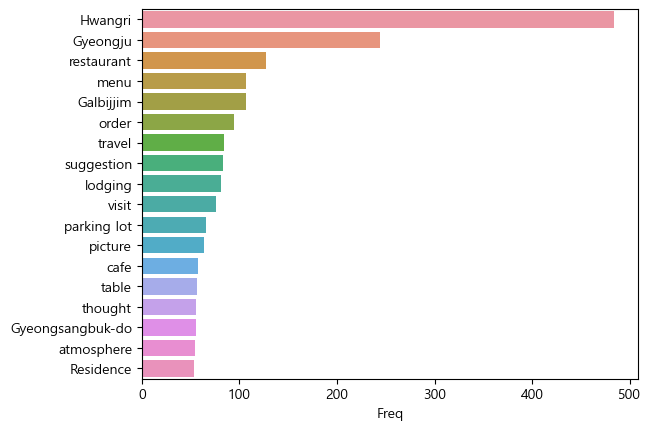 Hwangri
Gyeongju
restaurant
menu
Galbijjim
order
travel
suggestion
lodging
visit
parking lot
picture
cafe
table
thought
Gyeongsangbuk-do
atmosphere
Residence
0 100 200 300 400 500
Freq